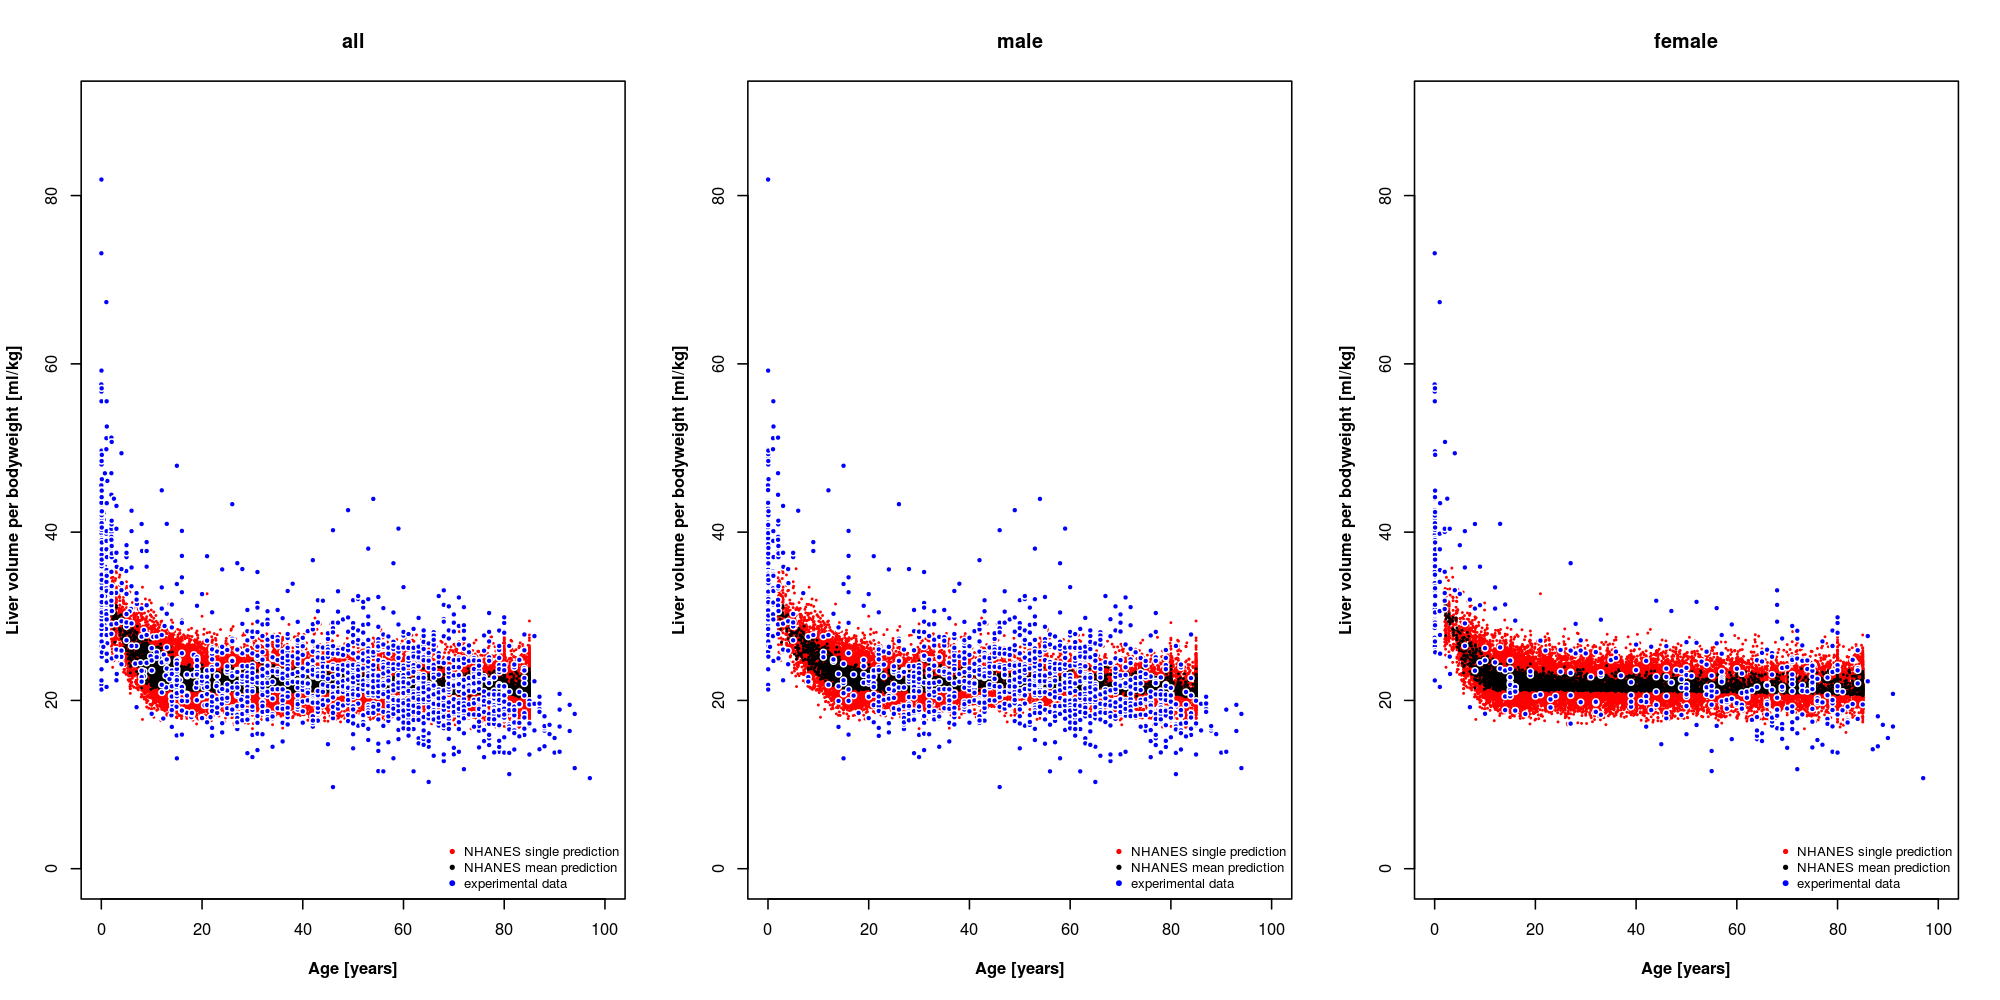 all
Liver volume per bodyweight [ml/kg]
0
20
40
60
80
0 20 40 60 80 100
Age [years]
NHANES single prediction
NHANES mean prediction
experimental data
male
Liver volume per bodyweight [ml/kg]
0
20
40
60
80
0 20 40 60 80 100
Age [years]
NHANES single prediction
NHANES mean prediction
experimental data
female
Liver volume per bodyweight [ml/kg]
0
20
40
60
80
0 20 40 60 80 100
Age [years]
NHANES single prediction
NHANES mean prediction
experimental data